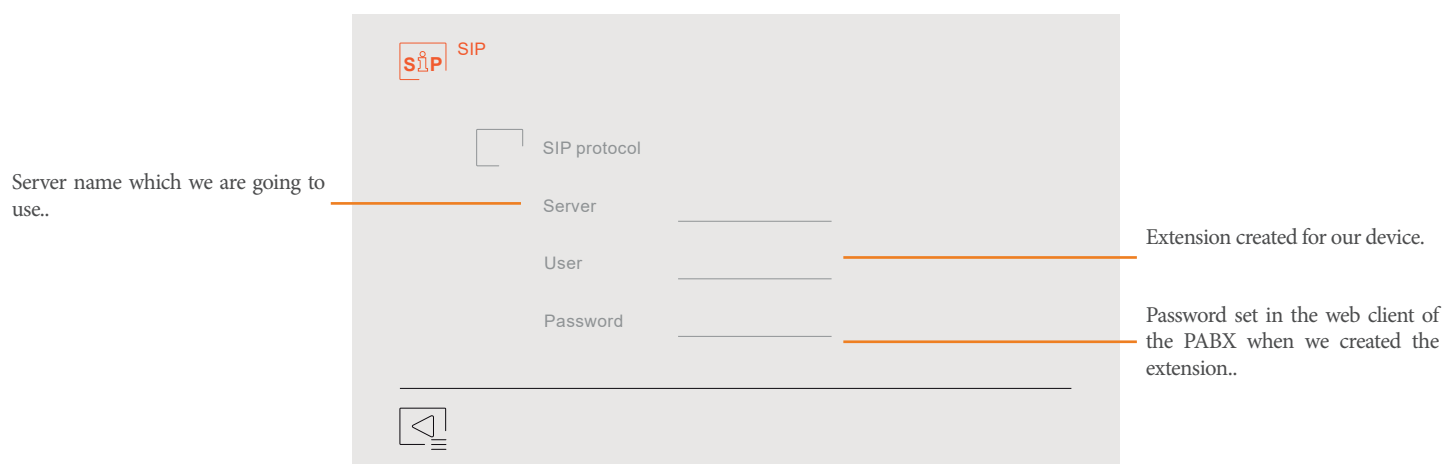 SIP
SIP
SIP protocol
Server name which we are going to
use..
Server
Extension created for our device.
User
Password set in the web client of
the PABX when we created the
extension..
Password